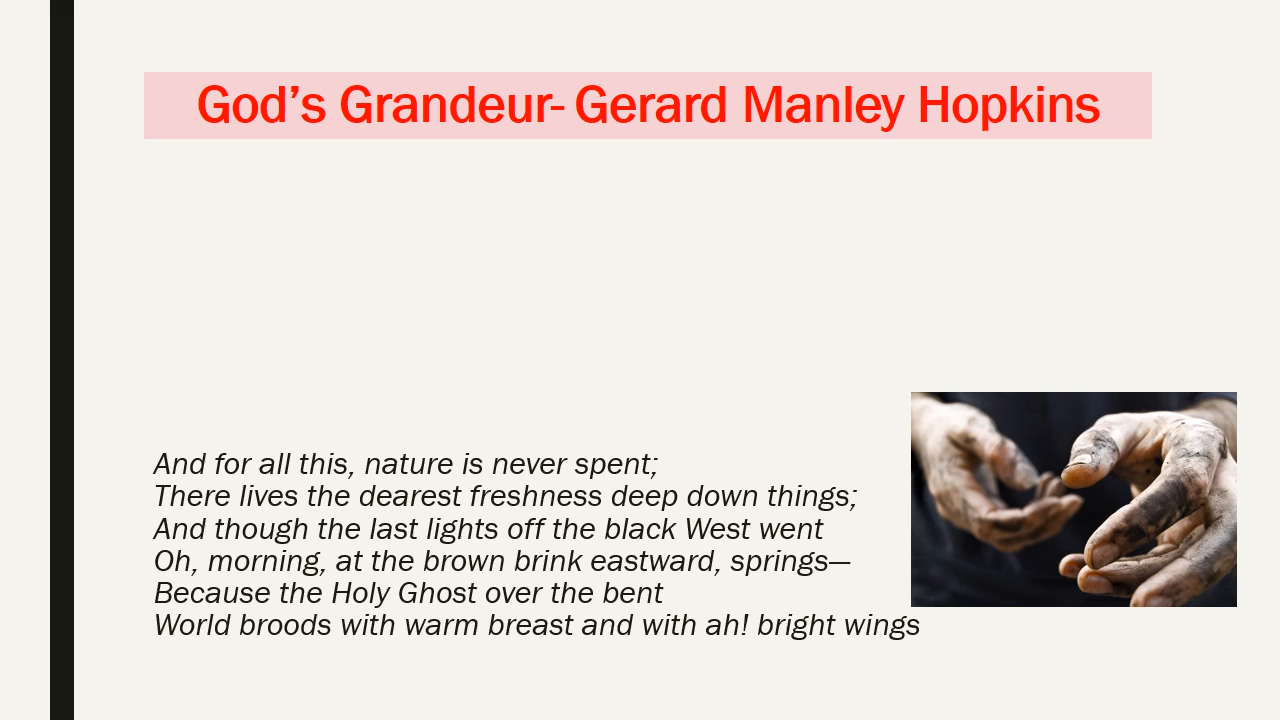 God’s Grandeur- Gerard Manley Hopkins
And for all this, nature is never spent;
There lives the dearest freshness deep down things;
And though the last lights off the black West went
Oh, morning, at the brown brink eastward, springs—
Because the Holy Ghost over the bent
World broods with warm breast and with ah! bright wings